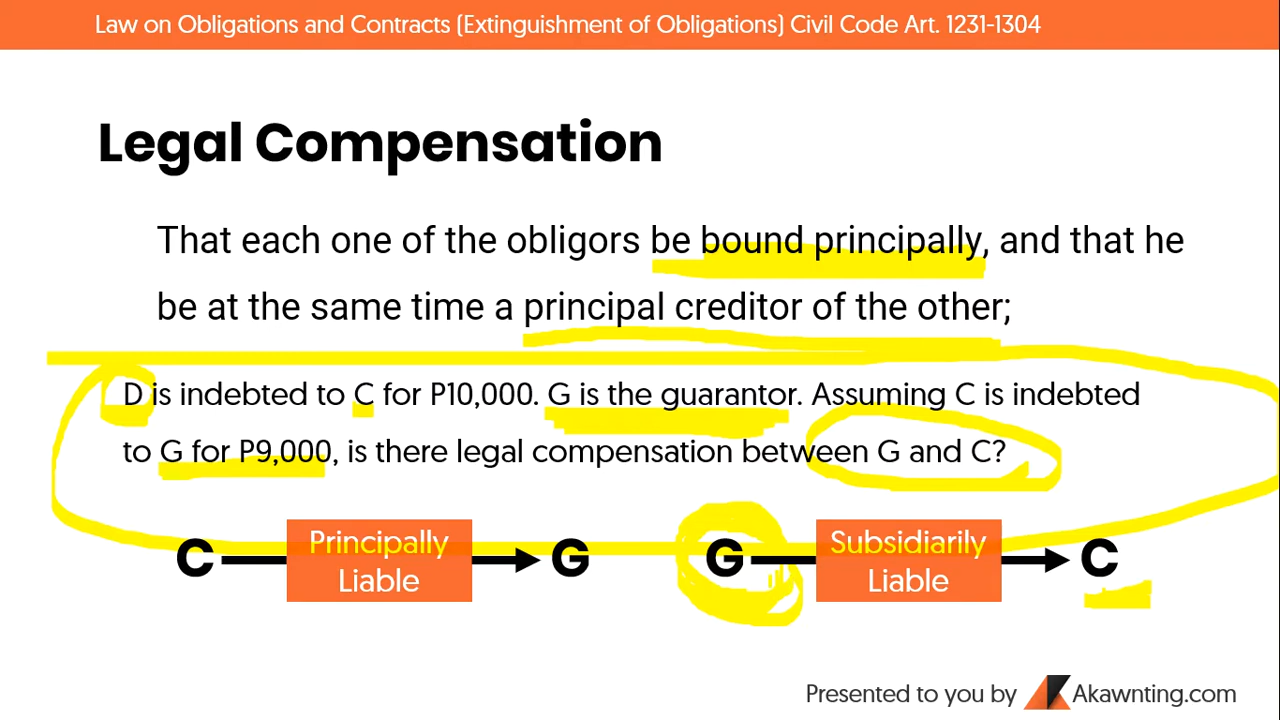 Law on Obligations and Contracts (Extinguishment of Obligations) Civil Code Art. 1231-1304
Legal Compensation
That each one of the obligors be bound principally, and that he
be at the same time a principal creditor of the other;
D is indebted to C for P10,000. G is the guarantor. Assuming C is indebted
to G for P9,000, is there legal compensation between G and C?
C Principally Liable G
G Subsidiarily Liable C
Presented to you by Akawnting.com